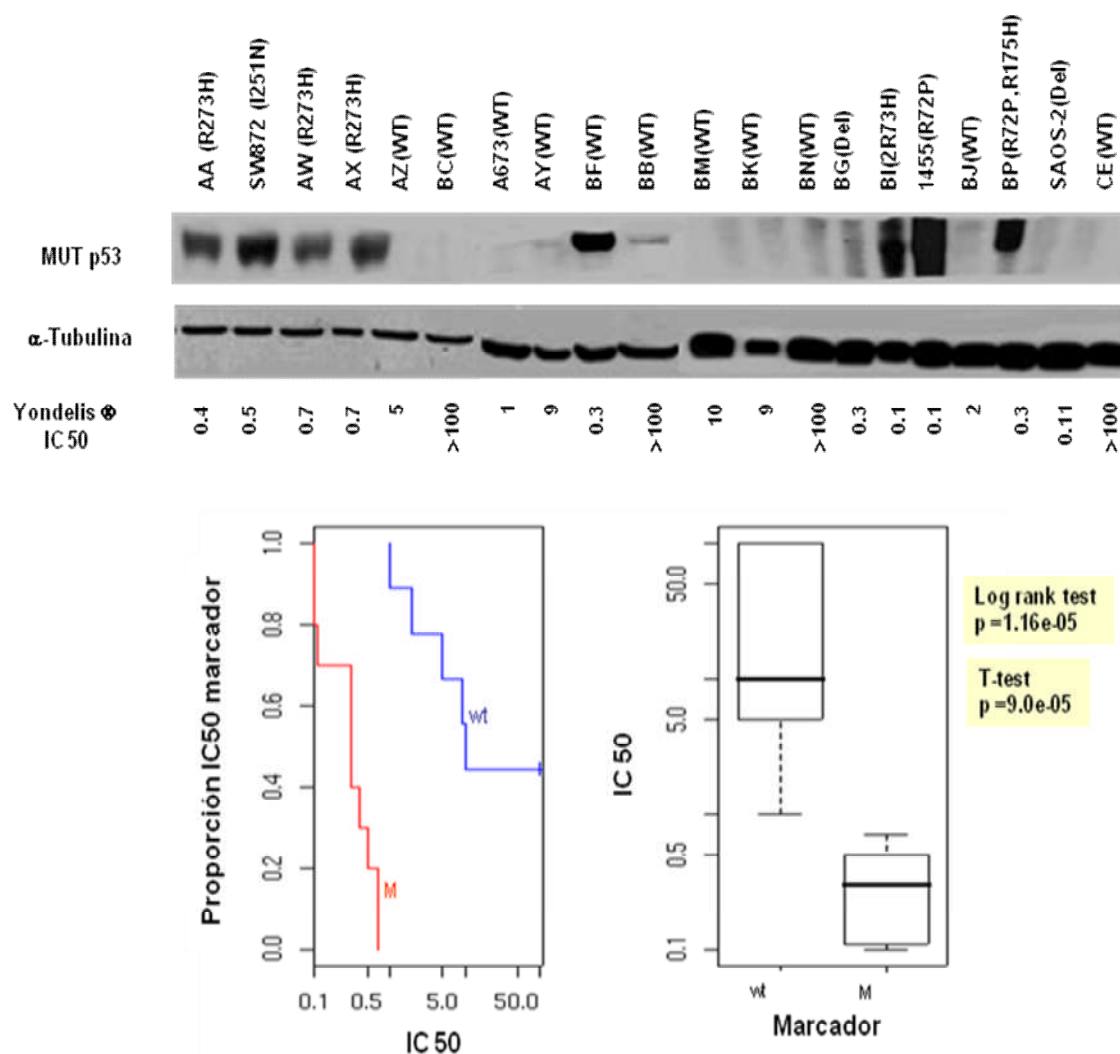 AA (R273H)
SW872 (I251N)
AW (R273H)
AX (R273H)
AZ(WT)
BC(WT)
A673(WT)
AY(WT)
BF(WT)
BB(WT)
BM(WT)
BK(WT)
BN(WT)
BG(Del)
BI(2R73H)
1455(R72P)
BJ(WT)
BP(R72P,R175H)
SAOS-2(Del)
CE(WT)
MUT p53
α-Tubulina
Yondelis ®
IC 50
0.4
0.5
0.7
0.7
5
>100
1
9
0.3
>100
10
9
>100
0.3
0.1
0.1
2
0.3
0.11
>100
Proporción IC50 marcador
1.0
0.8
0.6
0.4
0.2
0.0
wt
M
0.1 0.5 5.0 50.0
IC 50
IC 50
50.0
5.0
0.5
0.1
wt M
Marcador
Log rank test
p =1.16e-05
T-test
p =9.0e-05